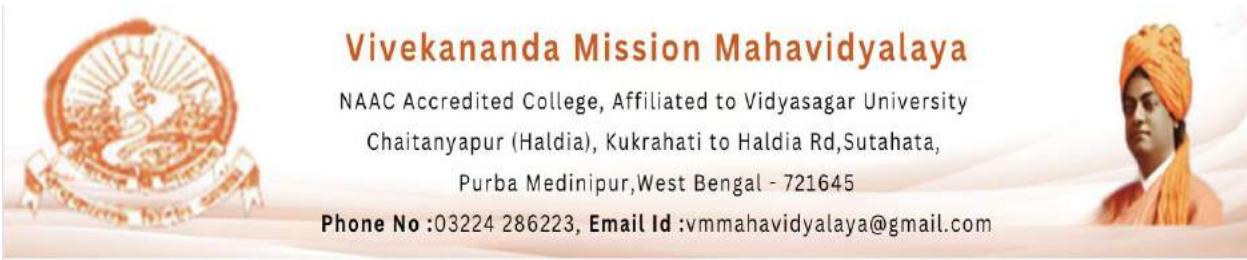 Vivekananda Mission Mahavidyalaya
NAAC Accredited College, Affiliated to Vidyasagar University
Chaitanyapur (Haldia), Kukrahati to Haldia Rd,Sutahata,
Purba Medinipur,West Bengal - 721645
Phone No :03224 286223, Email Id :vmmahavidyalaya@gmail.com